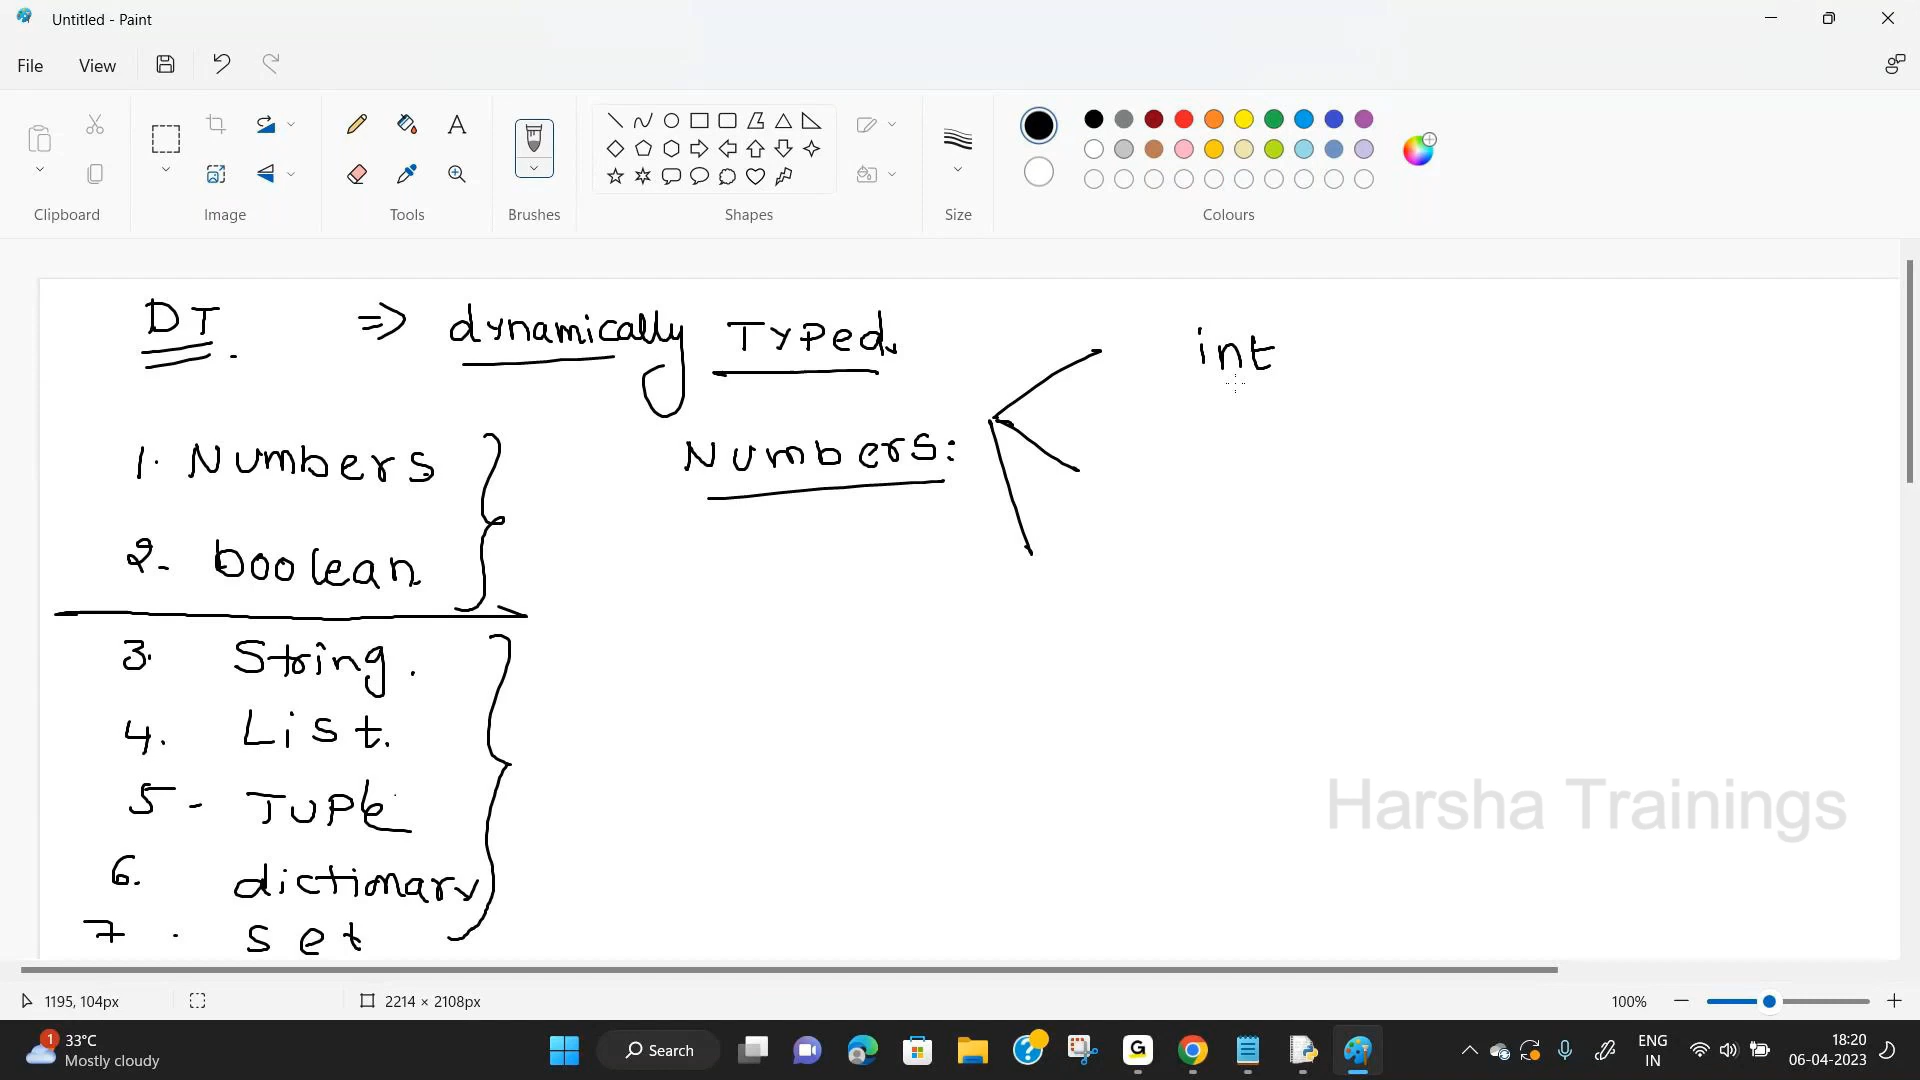 Untitled - Paint
File View
Clipboard Image Tools Brushes Shapes Size Colours
DT. => dynamically Typed.
int
Numbers:
1. Numbers
2- boolean
3. String.
4. List.
5- Tuple
6. dictionary
7. set
Harsha Trainings
1195, 104px 2214 × 2108px 100%
1 33°C
Mostly cloudy
Search
ENG
IN
18:20
06-04-2023